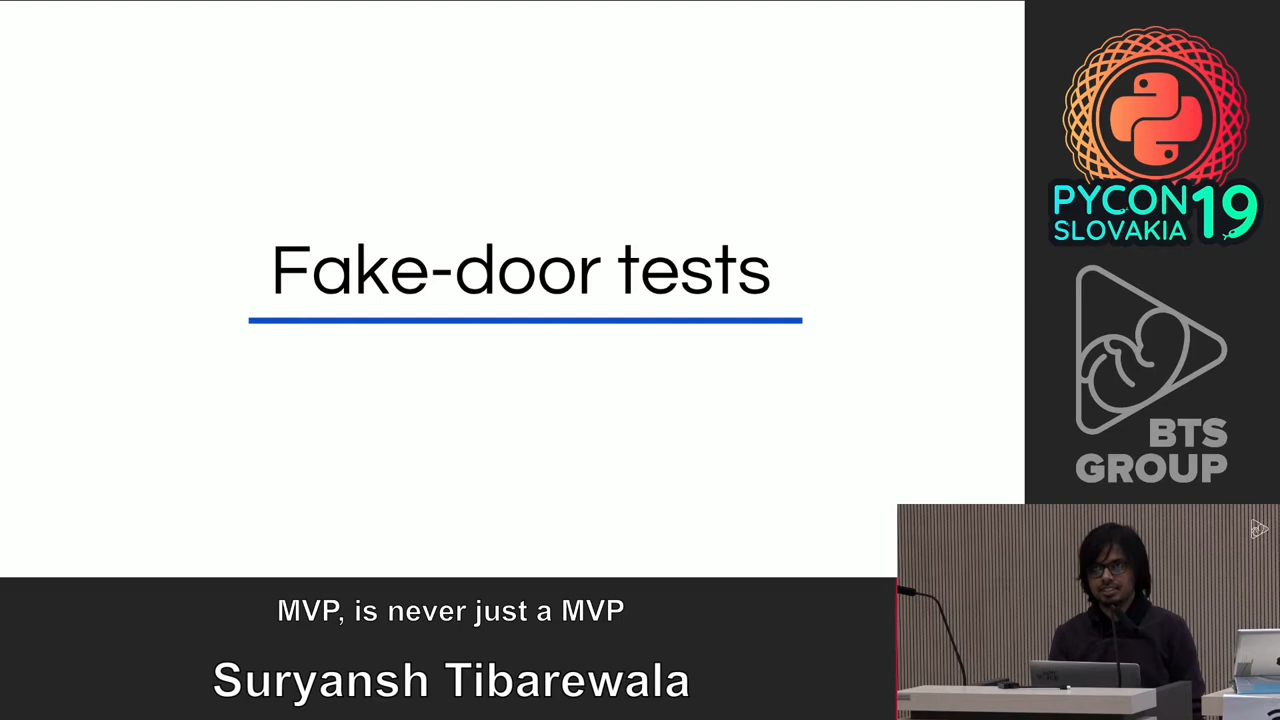 Fake-door tests
PYCON 19
SLOVAKIA
BTS
GROUP
MVP, is never just a MVP
Suryansh Tibarewala